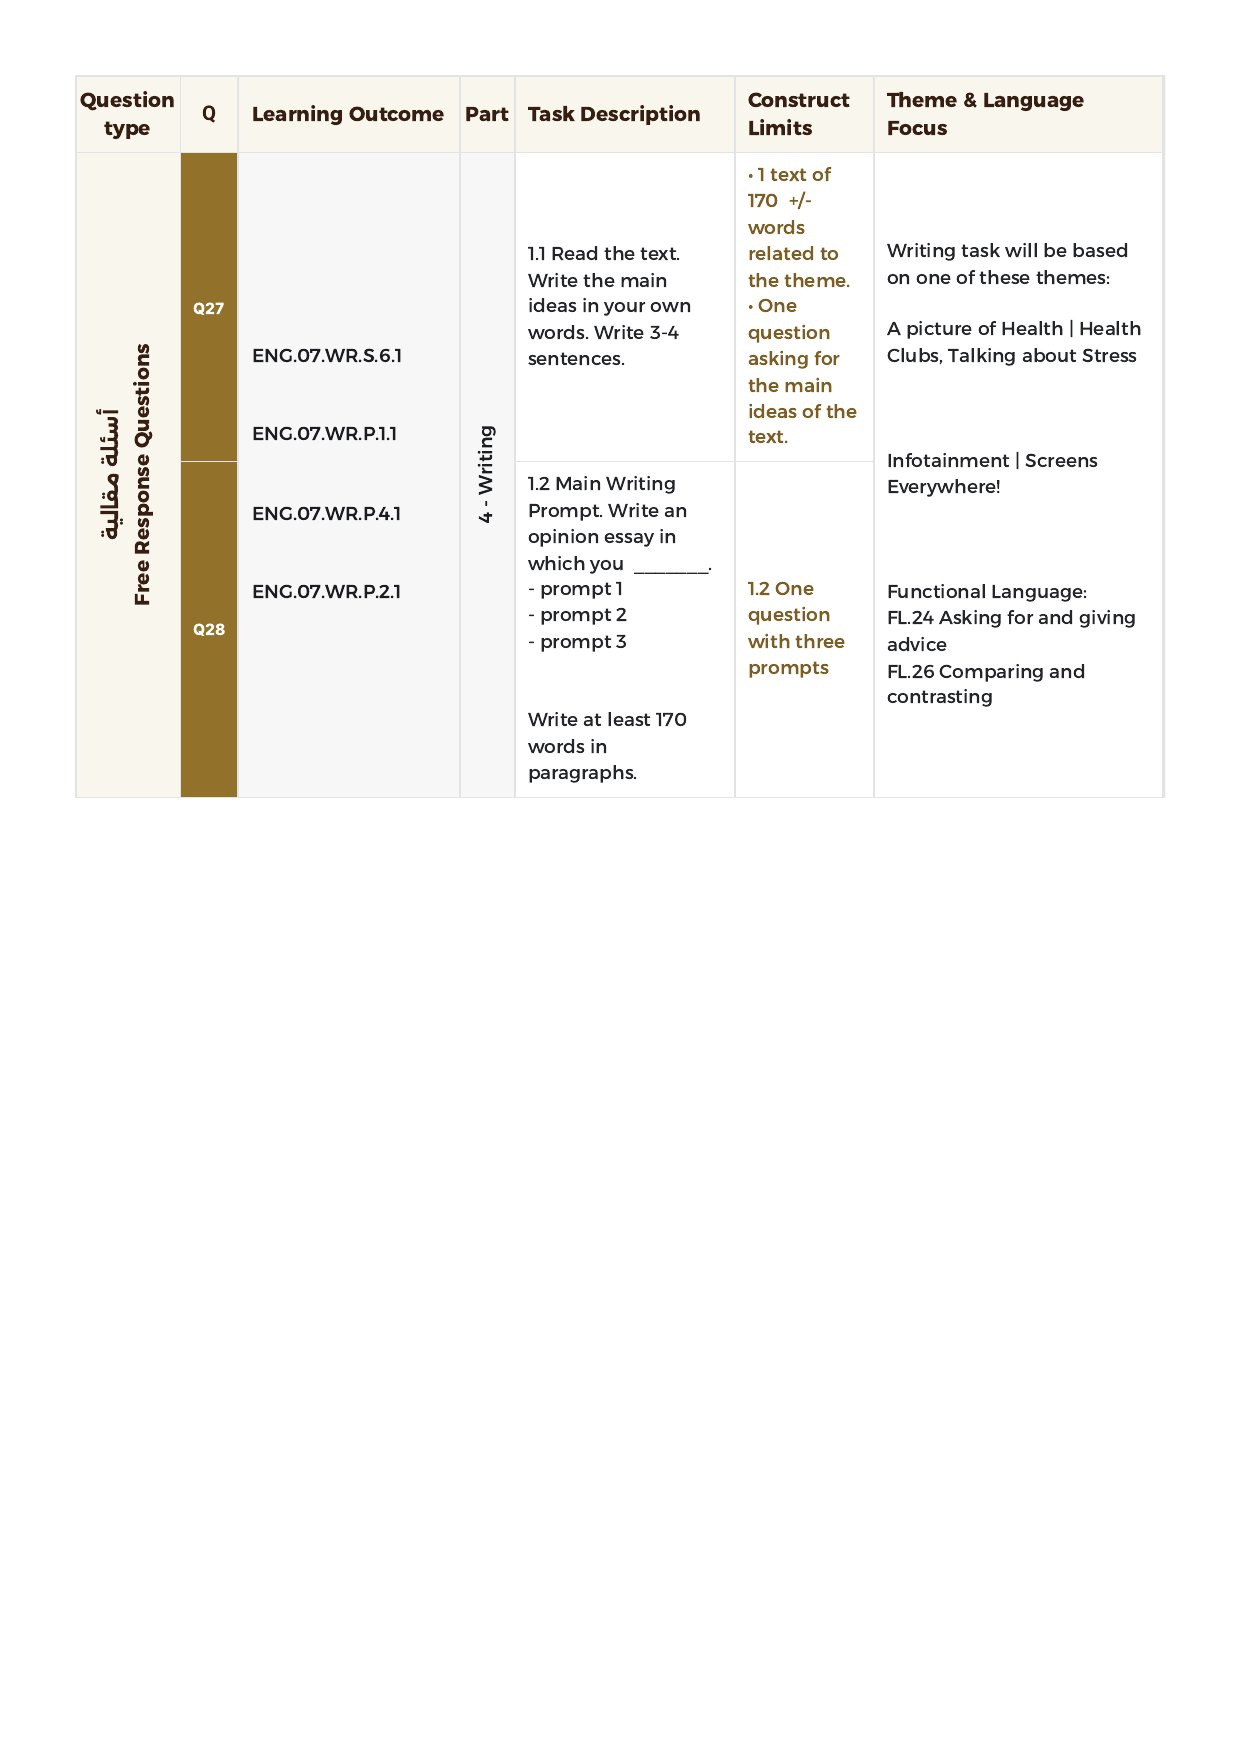 Question
type
Q
Learning Outcome
Part
Task Description
Construct
Limits
Theme & Language
Focus
أسئلة مقالية
Free Response Questions
Q27
Q28
ENG.07.WR.S.6.1
ENG.07.WR.P.1.1
ENG.07.WR.P.4.1
ENG.07.WR.P.2.1
4 - Writing
1.1 Read the text.
Write the main
ideas in your own
words. Write 3-4
sentences.
• 1 text of
170 +/-
words
related to
the theme.
• One
question
asking for
the main
ideas of the
text.
1.2 Main Writing
Prompt. Write an
opinion essay in
which you _______.
- prompt 1
- prompt 2
- prompt 3
Write at least 170
words in
paragraphs.
1.2 One
question
with three
prompts
Writing task will be based
on one of these themes:
A picture of Health | Health
Clubs, Talking about Stress
Infotainment | Screens
Everywhere!
Functional Language:
FL.24 Asking for and giving
advice
FL.26 Comparing and
contrasting